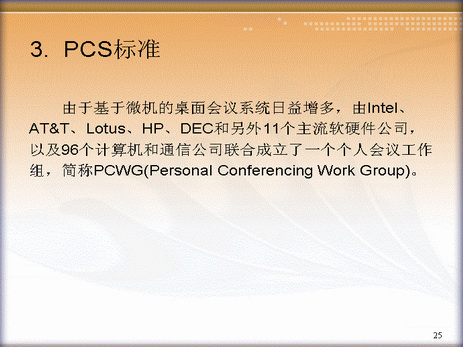 3. PCS标准
由于基于微机的桌面会议系统日益增多，由Intel、
AT&T、Lotus、HP、DEC和另外11个主流软硬件公司，
以及96个计算机和通信公司联合成立了一个个人会议工作
组，简称PCWG(Personal Conferencing Work Group)。
25